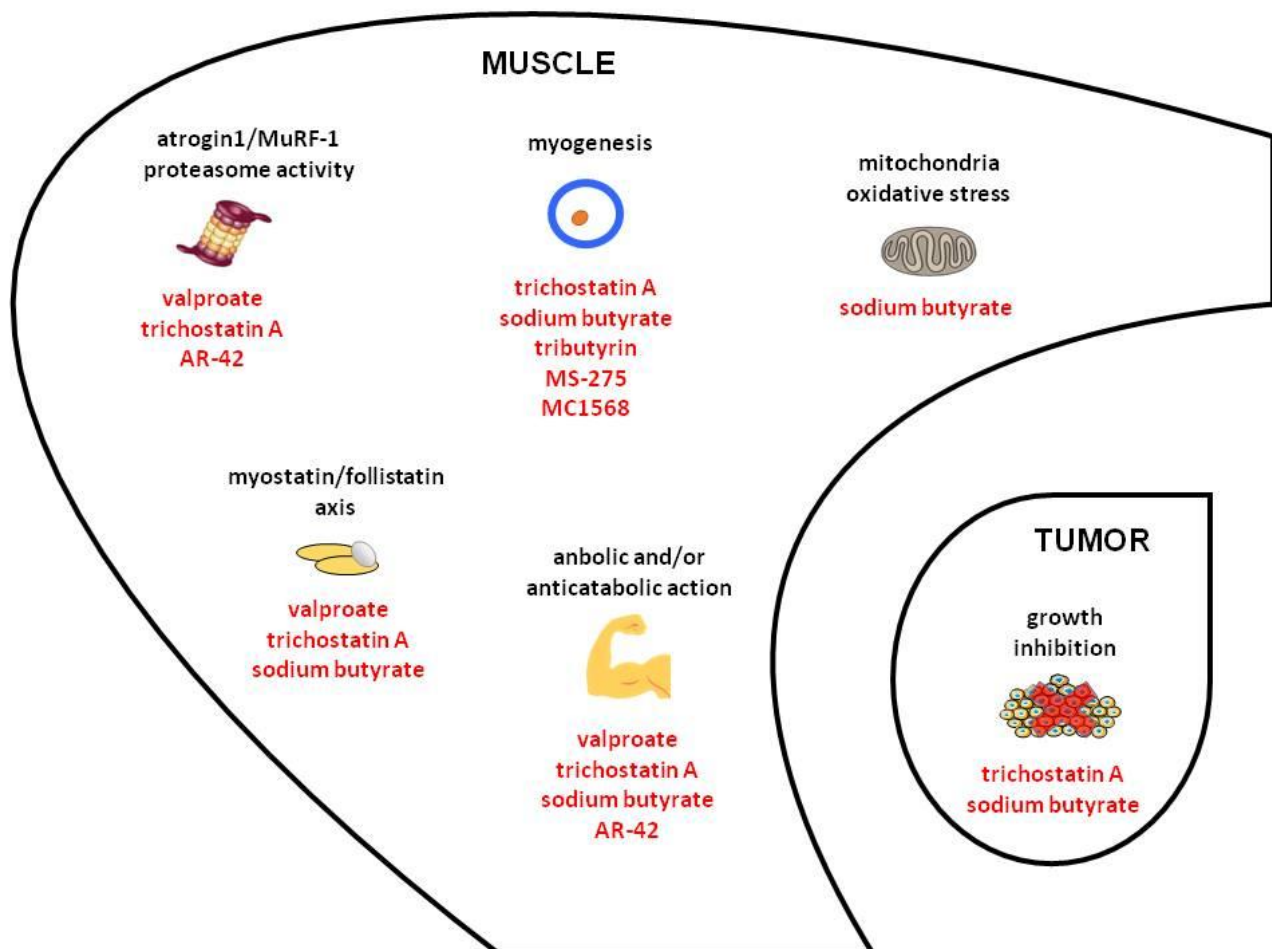 MUSCLE
atrogin1/MuRF-1
proteasome activity
valproate
trichostatin A
AR-42
myogenesis
trichostatin A
sodium butyrate
tributyrin
MS-275
MC1568
mitochondria
oxidative stress
sodium butyrate
myostatin/follistatin
axis
valproate
trichostatin A
sodium butyrate
anbolic and/or
anticatabolic action
valproate
trichostatin A
sodium butyrate
AR-42
TUMOR
growth
inhibition
trichostatin A
sodium butyrate